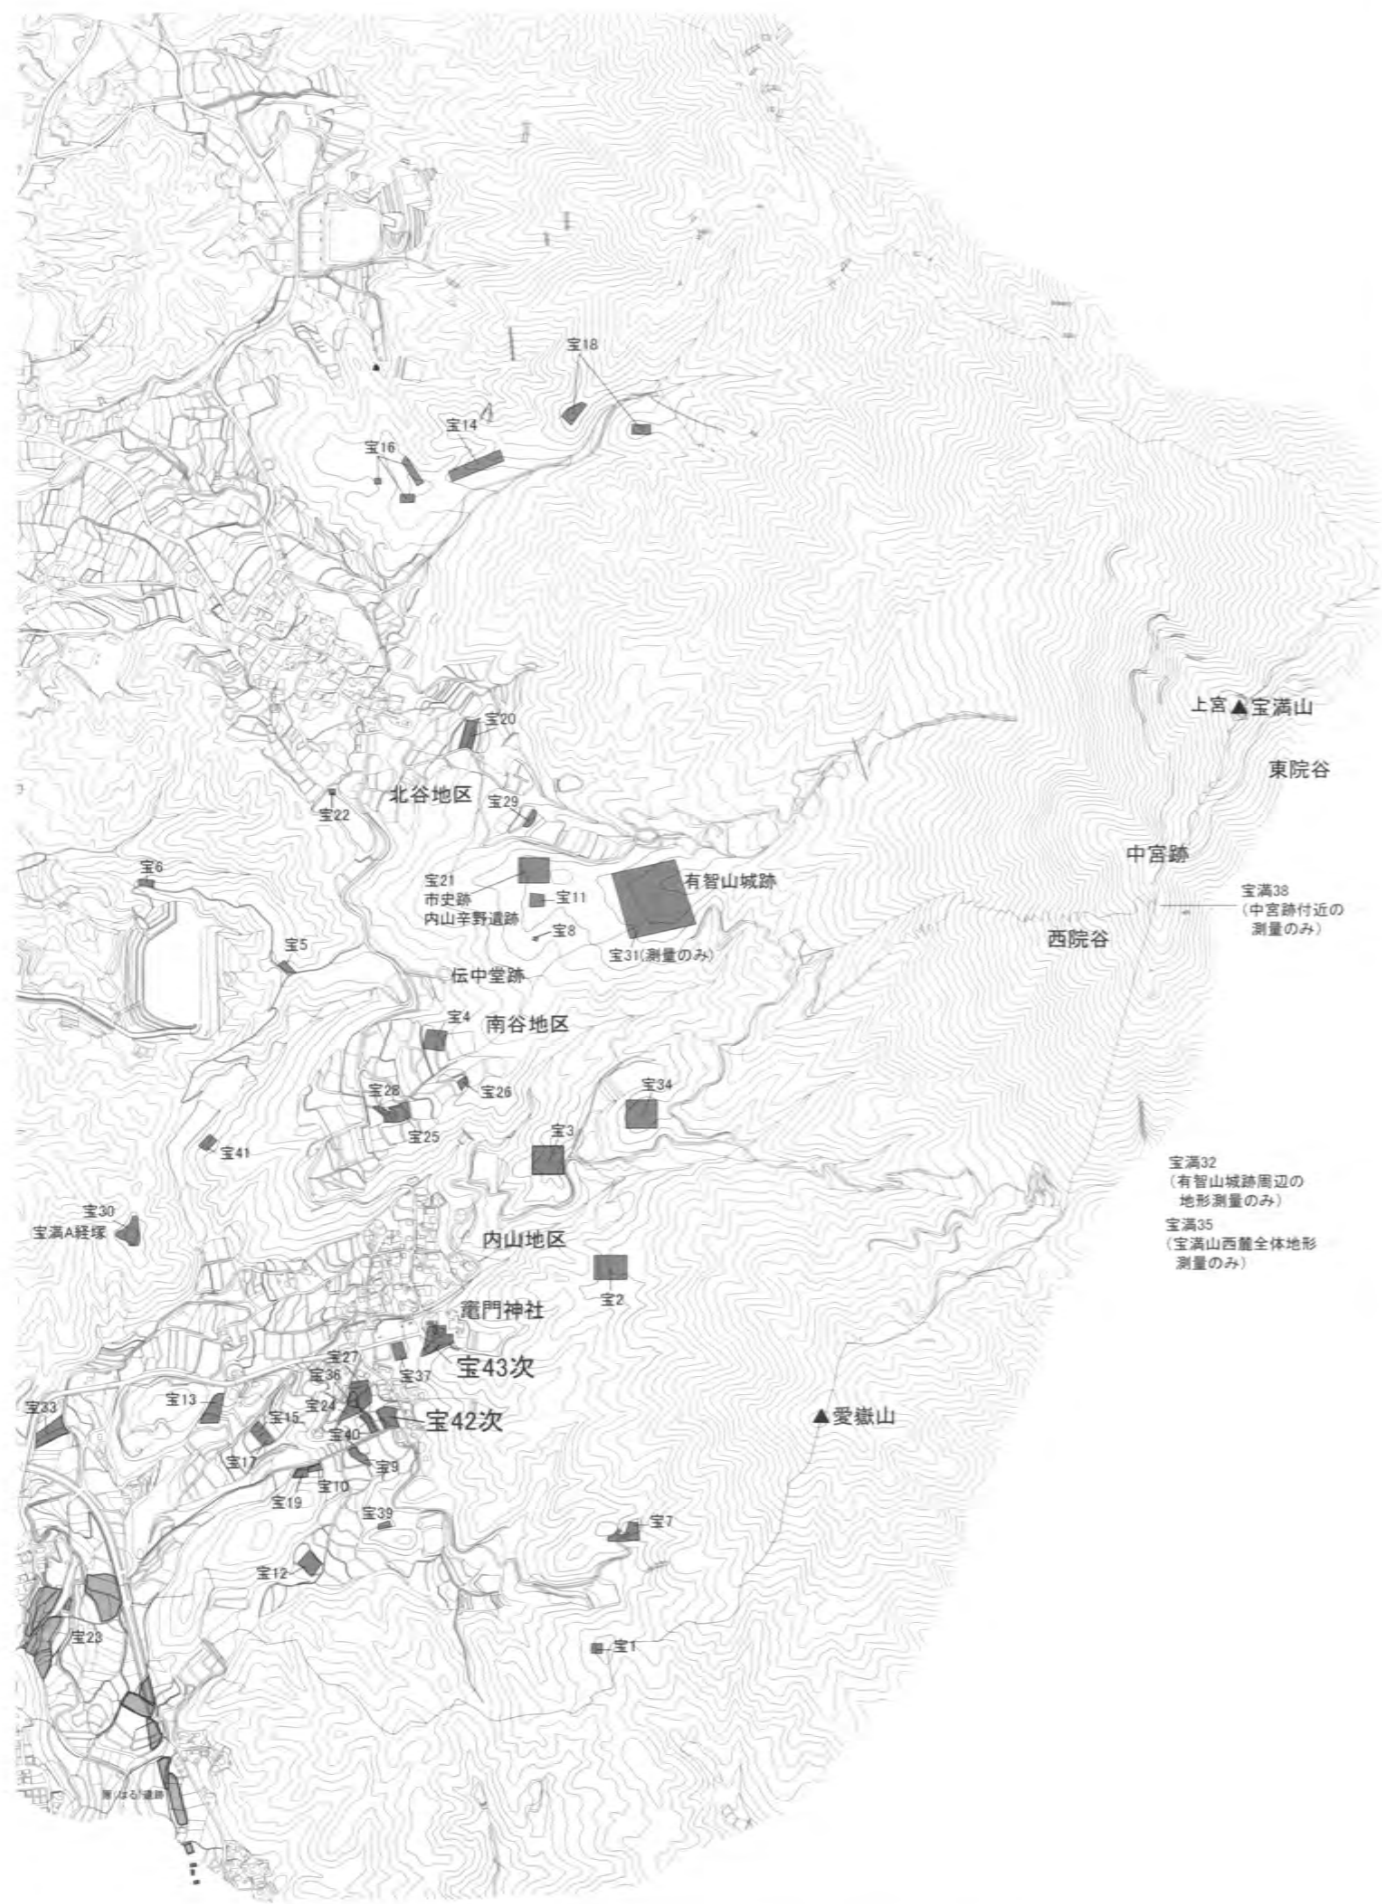 宝18
宝14
宝16
上宮▲宝満山
宝20
東院谷
北谷地区
宝29
宝22
中宮跡
宝6
宝21
市史跡
内山辛野遺跡
宝11
有智山城跡
宝満38
(中宮跡付近の
測量のみ)
宝8
西院谷
宝5
宝31(測量のみ)
伝中堂跡
宝4
南谷地区
宝28
宝26
宝34
宝25
宝3
宝41
宝満32
(有智山城跡周辺の
地形測量のみ)
宝30
宝満A経塚
宝満35
(宝満山西麓全体地形
測量のみ)
内山地区
宝2
竈門神社
宝27
宝36
宝37
宝43次
宝13
宝24
宝33
宝15
宝40
宝42次
▲愛嶽山
宝17
宝9
宝10
宝19
宝39
宝7
宝12
宝23
宝1
原(はる)遺跡